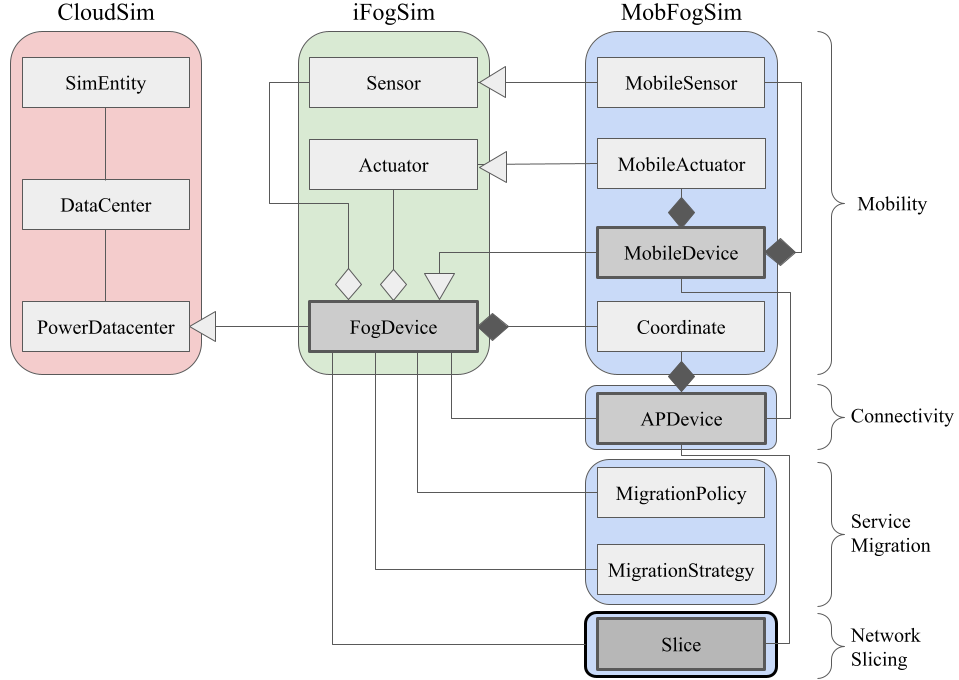 CloudSim
iFogSim
MobFogSim
SimEntity
Sensor
MobileSensor
Actuator
MobileActuator
DataCenter
Mobility
MobileDevice
PowerDatacenter
FogDevice
Coordinate
APDevice
Connectivity
MigrationPolicy
Service
Migration
MigrationStrategy
Slice
Network
Slicing